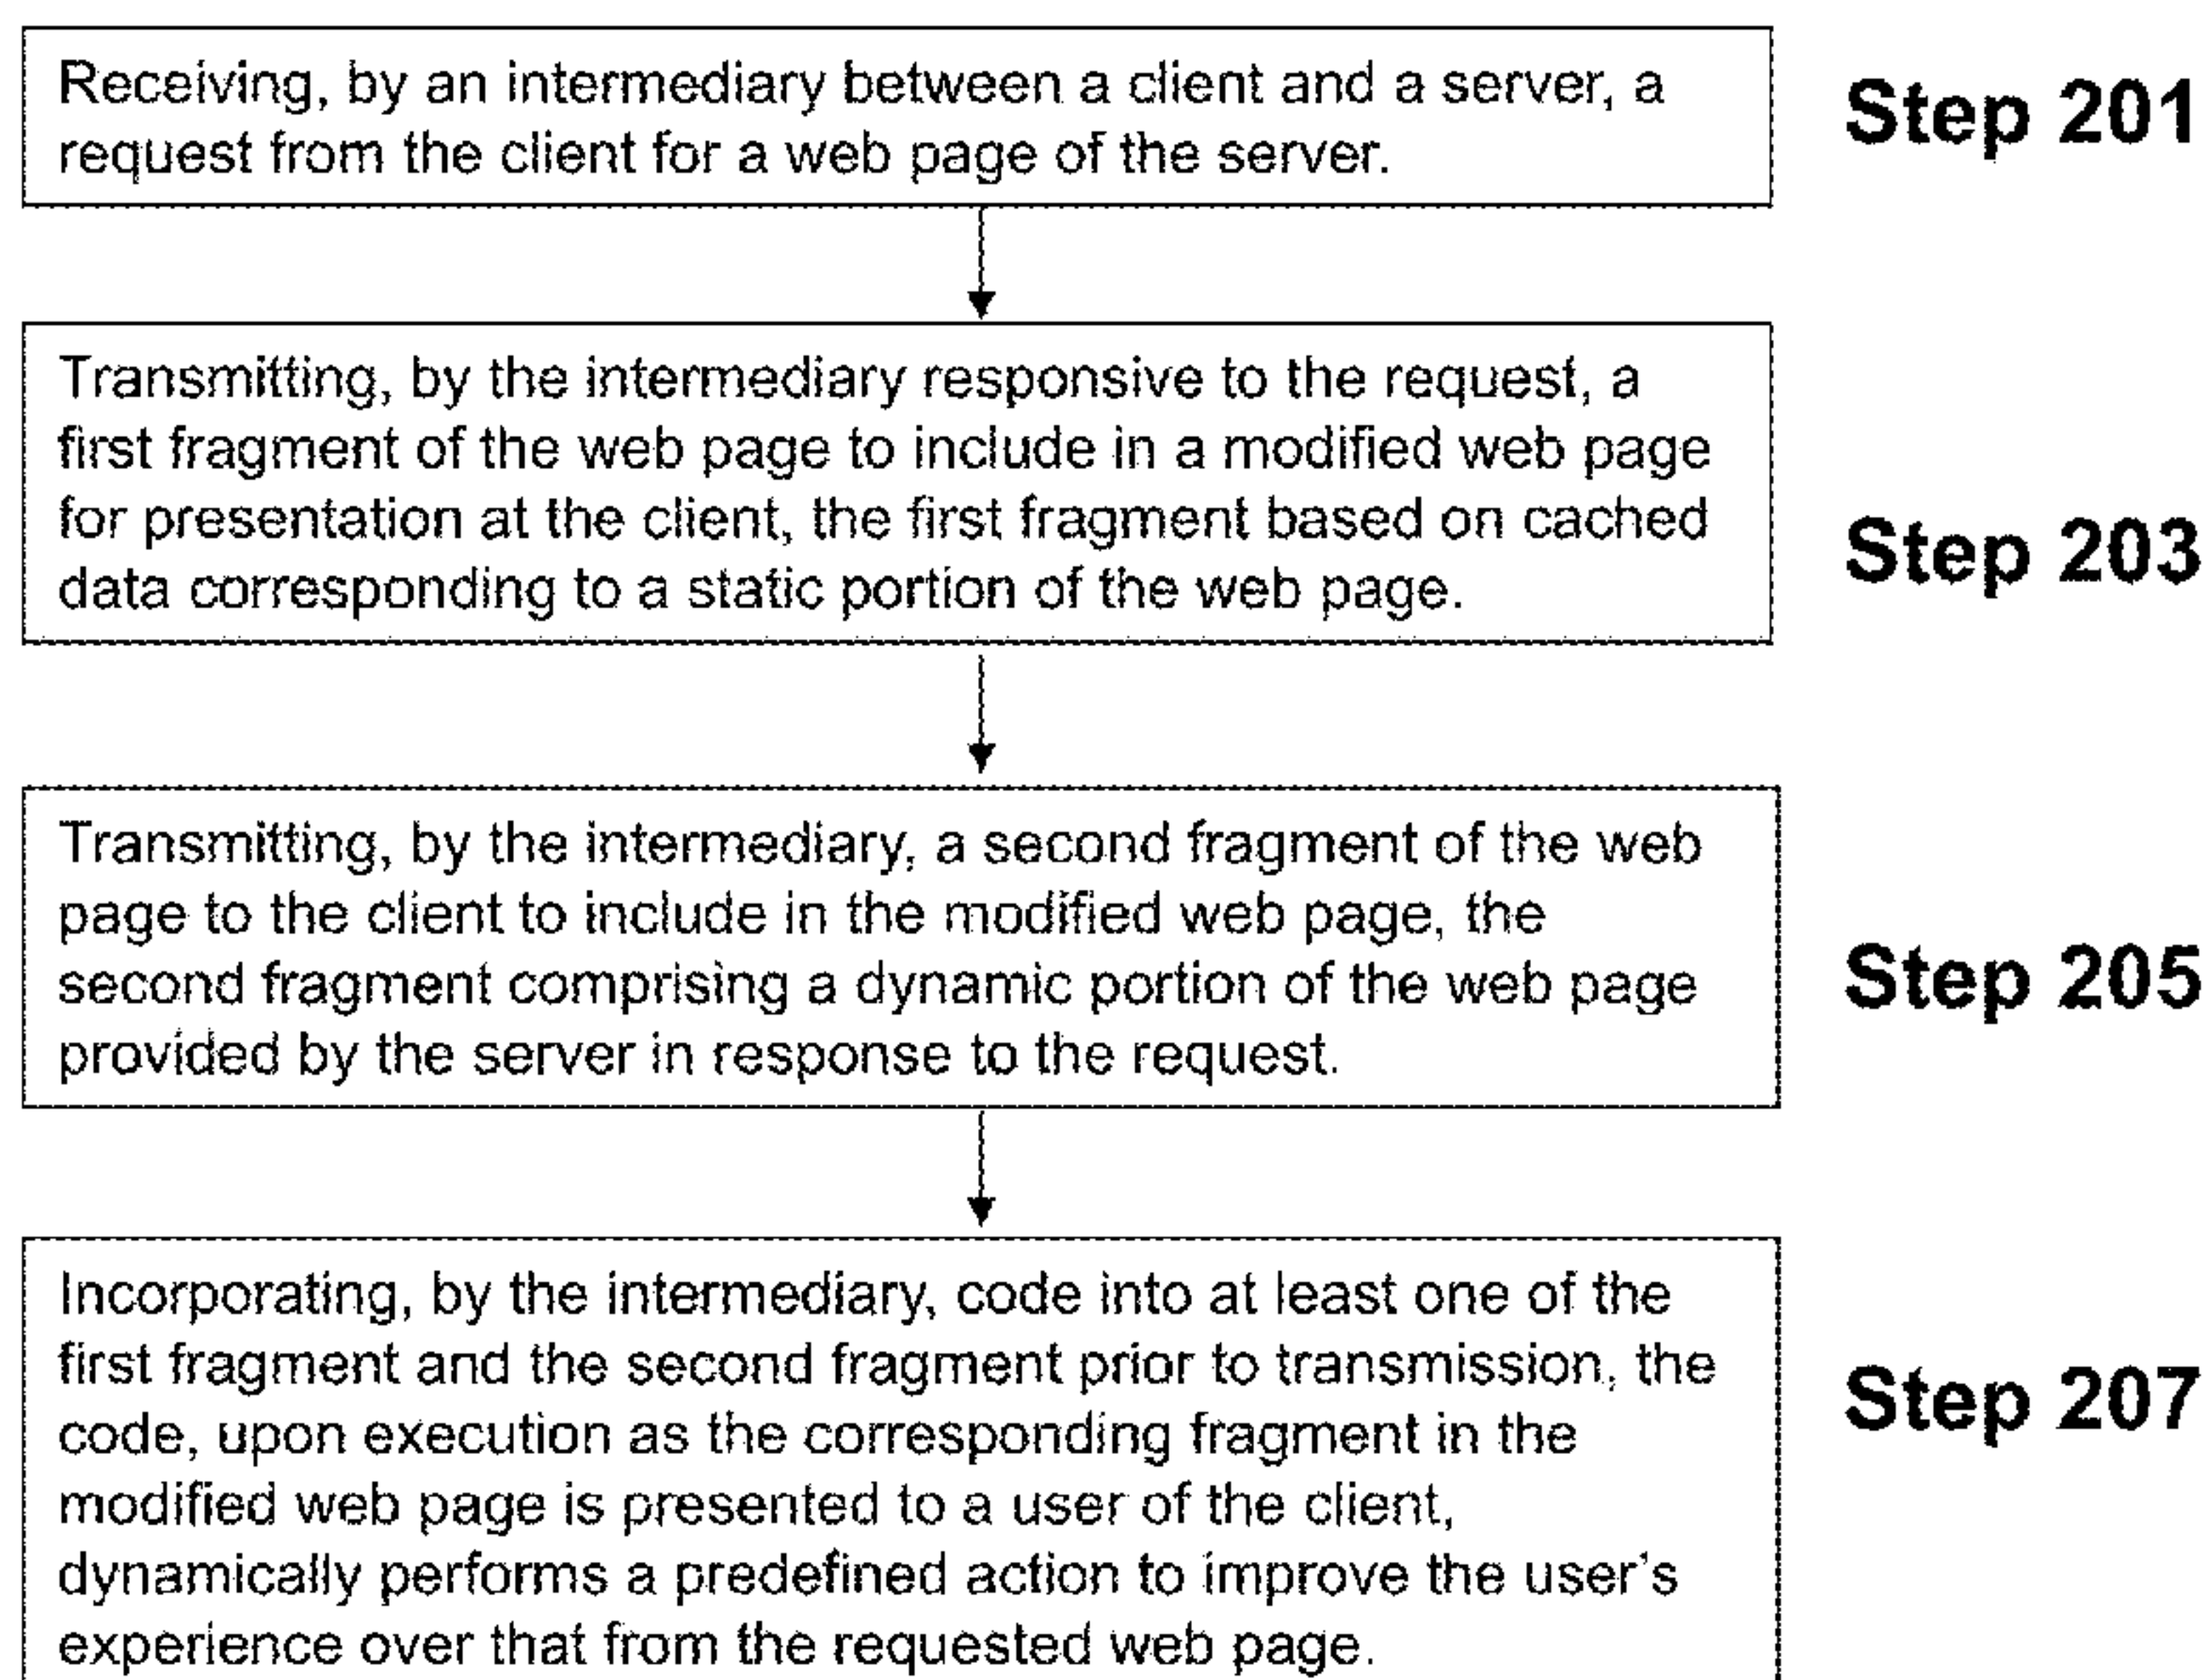 Receiving, by an intermediary between a client and a server, a
request from the client for a web page of the server.
Step 201
Transmitting, by the intermediary responsive to the request, a
first fragment of the web page to include in a modified web page
for presentation at the client, the first fragment based on cached
data corresponding to a static portion of the web page.
Step 203
Transmitting, by the intermediary, a second fragment of the web
page to the client to include in the modified web page, the
second fragment comprising a dynamic portion of the web page
provided by the server in response to the request.
Step 205
Incorporating, by the intermediary, code into at least one of the
first fragment and the second fragment prior to transmission, the
code, upon execution as the corresponding fragment in the
modified web page is presented to a user of the client,
dynamically performs a predefined action to improve the user's
experience over that from the requested web page.
Step 207